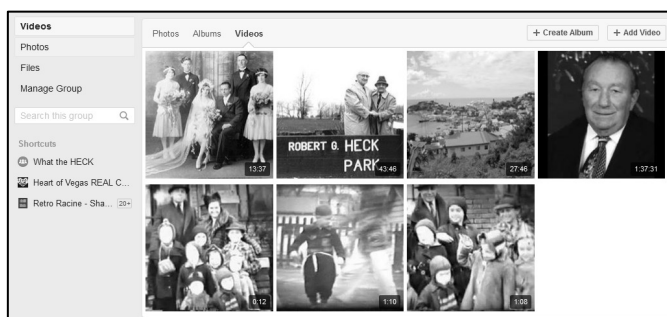 Videos
Photos
Files
Manage Group
Search this group
Shortcuts
What the HECK
Heart of Vegas REAL C...
Retro Racine - Sha... 20+
Photos Albums Videos
+ Create Album + Add Video
13:37
ROBERT G. HECK
PARK
43:46
27:46
1:37:31
0:12
1:10
1:08